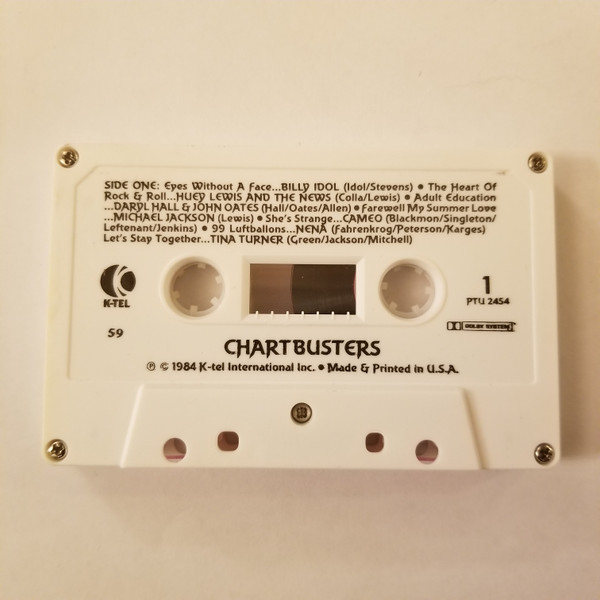 SIDE ONE: Eyes Without A Face...BILLY IDOL (Idol/Stevens) ● The Heart Of
Rock & Roll...HUEY LEWIS AND THE NEWS (Colla/Lewis) ● Adult Education
...DARYL HALL & JOHN OATES (Hall/Oates/Allen) ● Farewell My Summer Love
...MICHAEL JACKSON (Lewis) ● She's Strange...CAMEO (Blackmon/Singleton/
Leftenant/Jenkins) ● 99 Luftballons...NENA (Fahrenkrog/Peterson/Karges)
Let's Stay Together...TINA TURNER (Green/Jackson/Mitchell)
K-TEL
1
PTU 2454
DOLBY SYSTEM
59
CHARTBUSTERS
℗ © 1984 K-tel International Inc. ● Made & Printed in U.S.A.